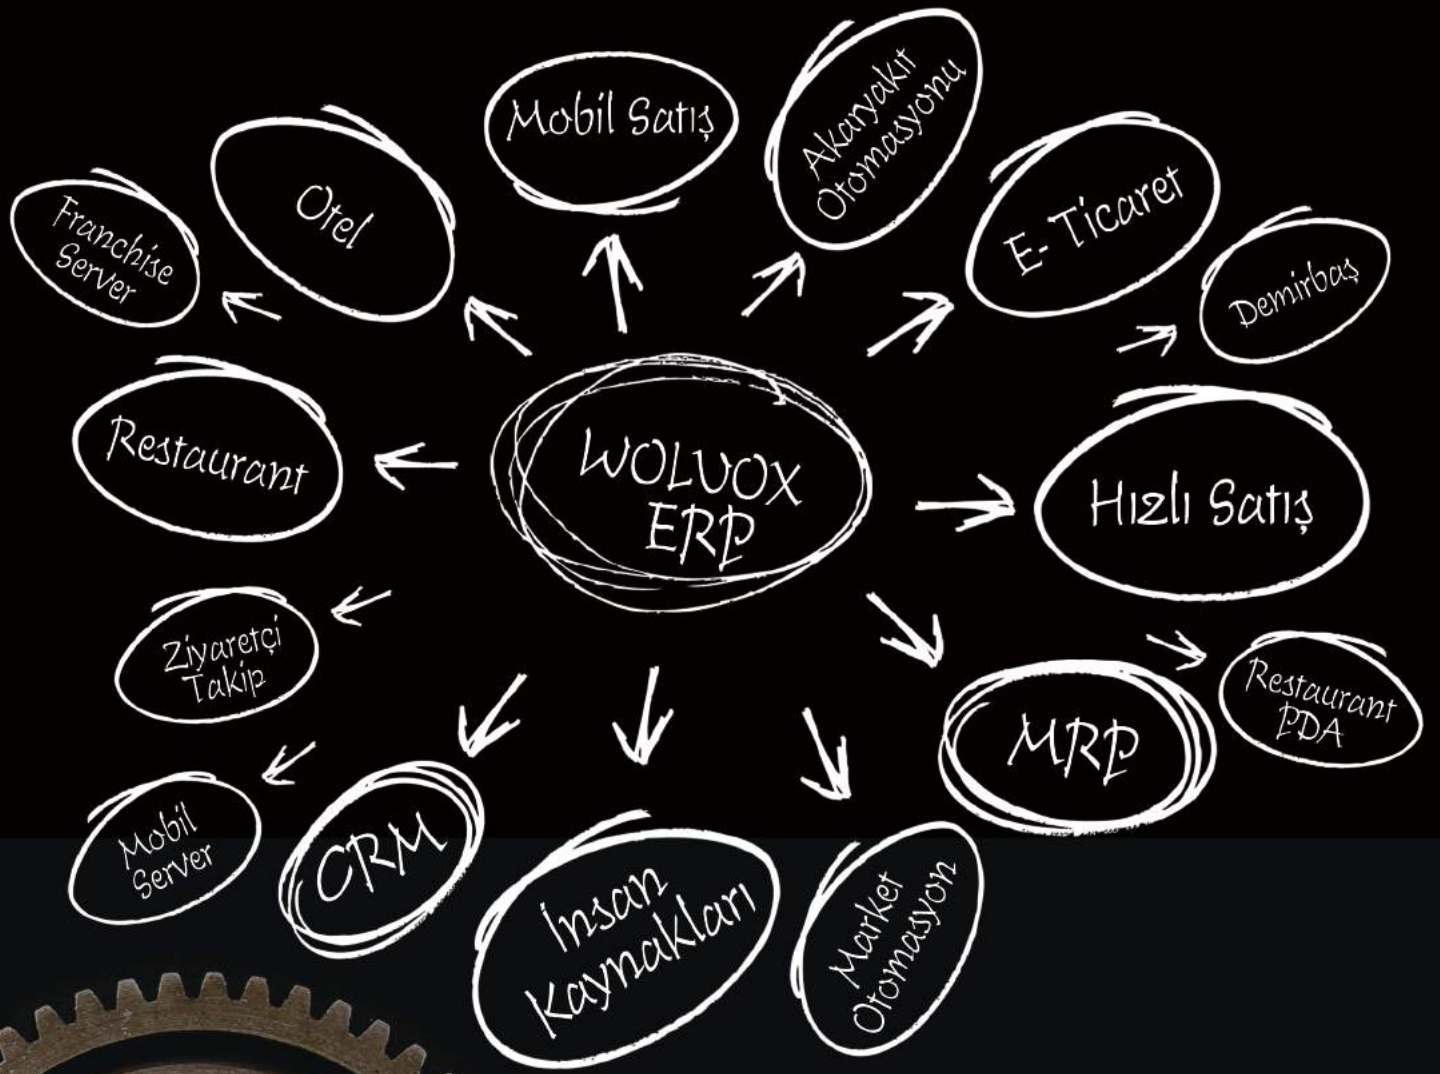 Mobil Satış
Akaryakıt
Otomasyonu
Otel
E- Ticaret
Franchise
Server
Demirbaş
Restaurant
WOLVOX
ERP
Hızlı Satış
Ziyaretçi
Takip
Restaurant
PDA
MRP
Mobil
Server
CRM
İnsan
Kaynakları
Market
Otomasyon